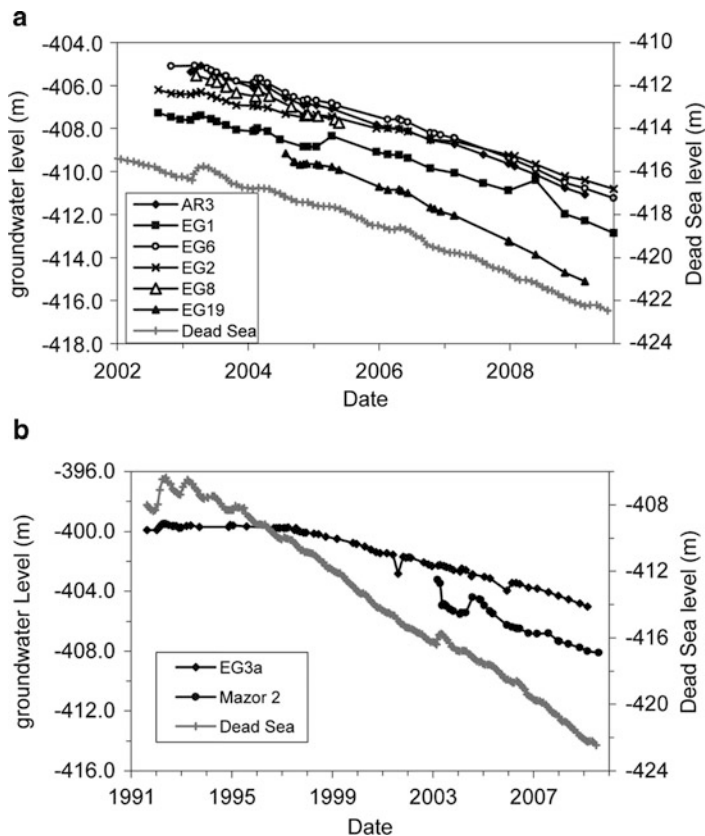 a
-404.0
-406.0
-408.0
-410.0
-412.0
-414.0
-416.0
-418.0
groundwater level (m)
-410
-412
-414
-416
-418
-420
-422
-424
Dead Sea level (m)
AR3
EG1
EG6
EG2
EG8
EG19
Dead Sea
2002
2004
2006
2008
Date
b
-396.0
-400.0
-404.0
-408.0
-412.0
-416.0
groundwater Level (m)
-408
-412
-416
-420
-424
Dead Sea level (m)
EG3a
Mazor 2
Dead Sea
1991
1995
1999
2003
2007
Date